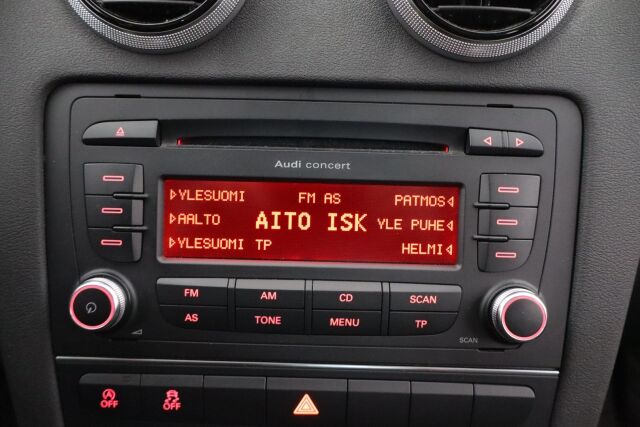 Audi concert
YLESUOMI FM AS PATMOS
AALTO AITO ISK YLE PUHE
YLESUOMI TP HELMI
FM AM CD SCAN
AS TONE MENU TP
SCAN
OFF OFF